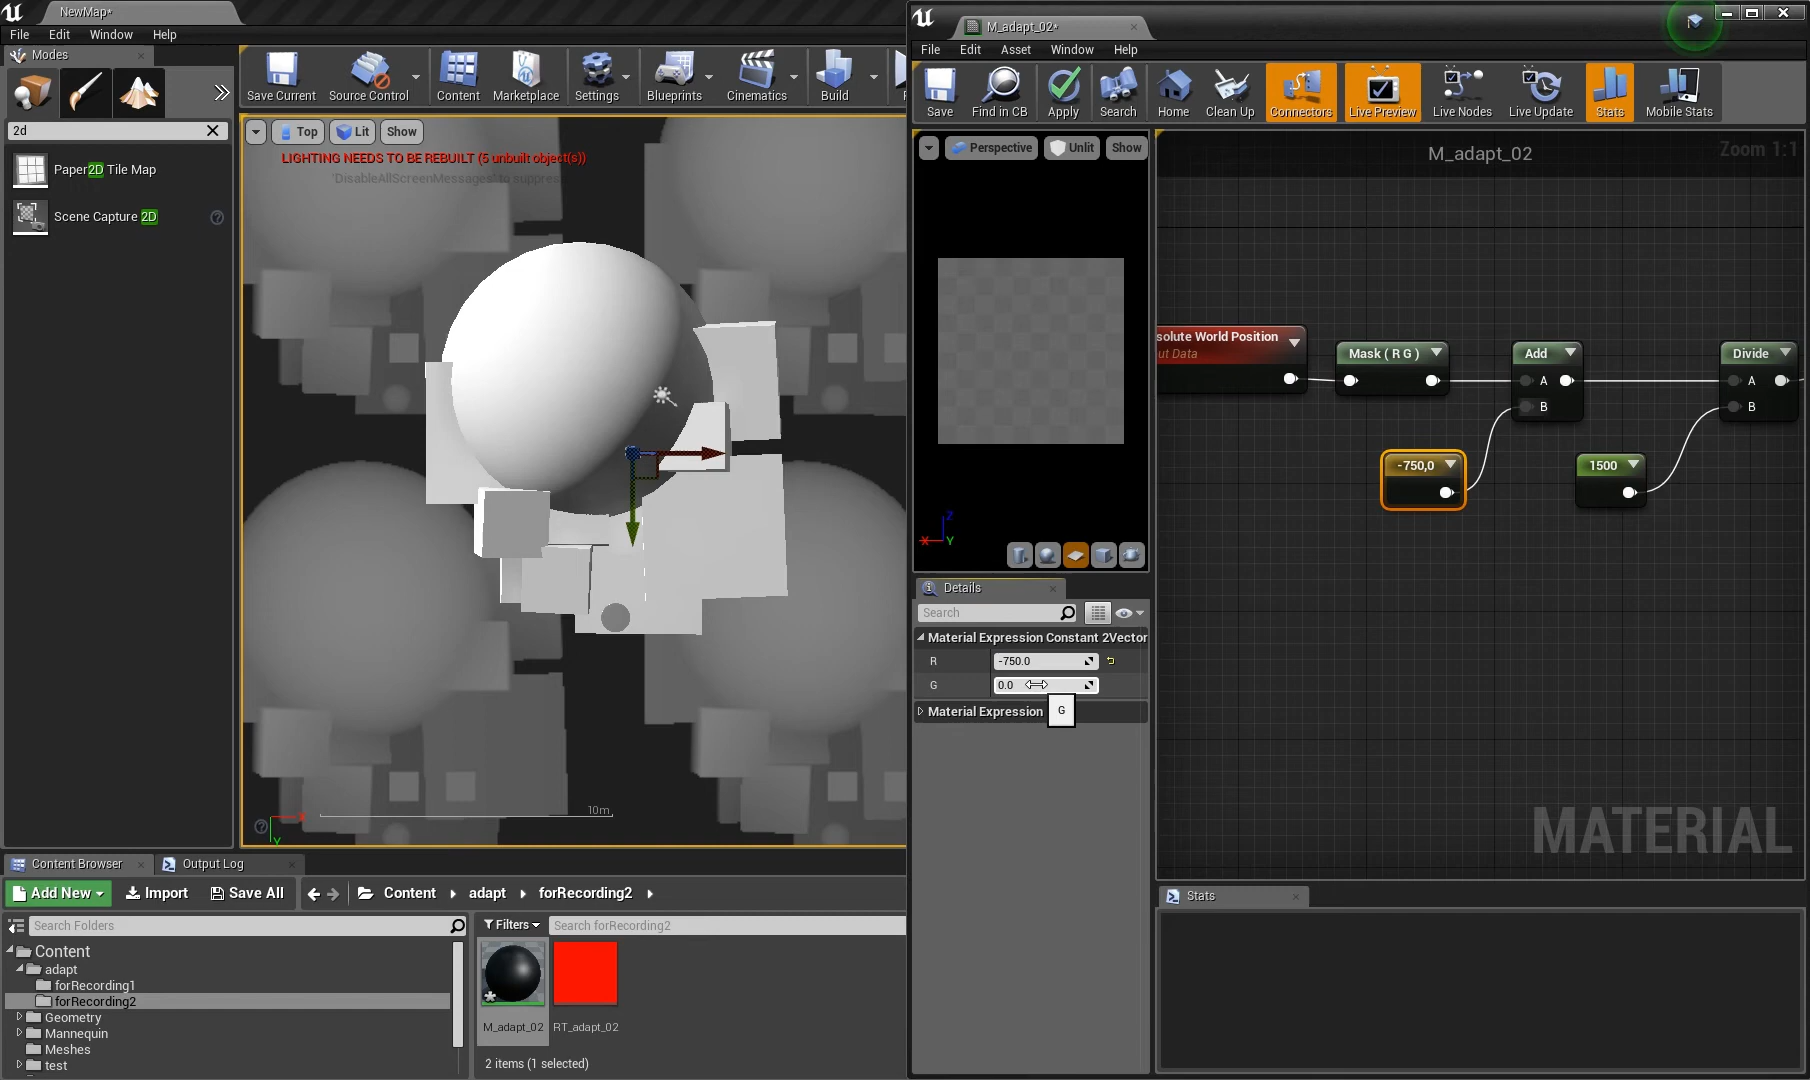 NewMap*
File Edit Window Help
Modes
2d
Paper2D Tile Map
Scene Capture 2D
Save Current Source Control Content Marketplace Settings Blueprints Cinematics Build
Top Lit Show
LIGHTING NEEDS TO BE REBUILT (5 unbuilt object(s))
'DisableAllScreenMessages' to suppres
10m
X
Y
Content Browser Output Log
Add New Import Save All Content adapt forRecording2
Search Folders
Content
adapt
forRecording1
forRecording2
Geometry
Mannequin
Meshes
test
Filters Search forRecording2
M_adapt_02 RT_adapt_02
2 items (1 selected)
M_adapt_02*
File Edit Asset Window Help
Save Find in CB Apply Search Home Clean Up Connectors Live Preview Live Nodes Live Update Stats Mobile Stats
Perspective Unlit Show
Z
X Y
Details
Search
Material Expression Constant 2Vector
R -750.0
G 0.0
Material Expression
G
M_adapt_02 Zoom 1:1
solute World Position
ut Data
Mask ( R G )
Add
A
B
Divide
A
B
-750,0
1500
MATERIAL
Stats